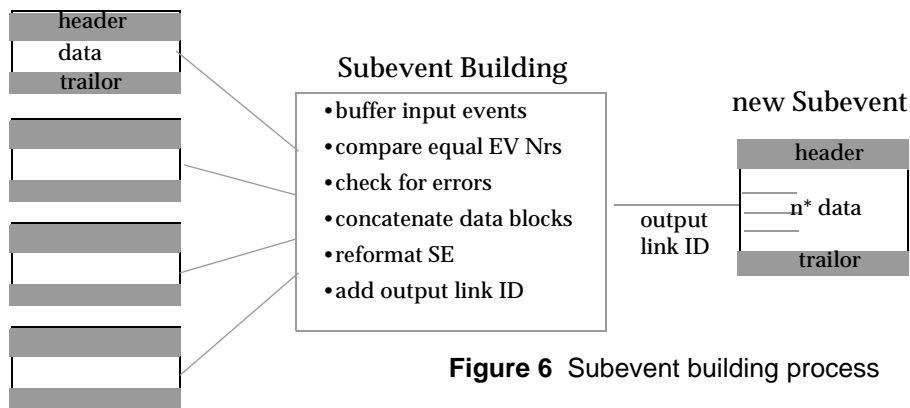 header
data
trailor
Subevent Building
•buffer input events
•compare equal EV Nrs
•check for errors
•concatenate data blocks
•reformat SE
•add output link ID
output
link ID
new Subevent
header
n* data
trailor
Figure 6 Subevent building process